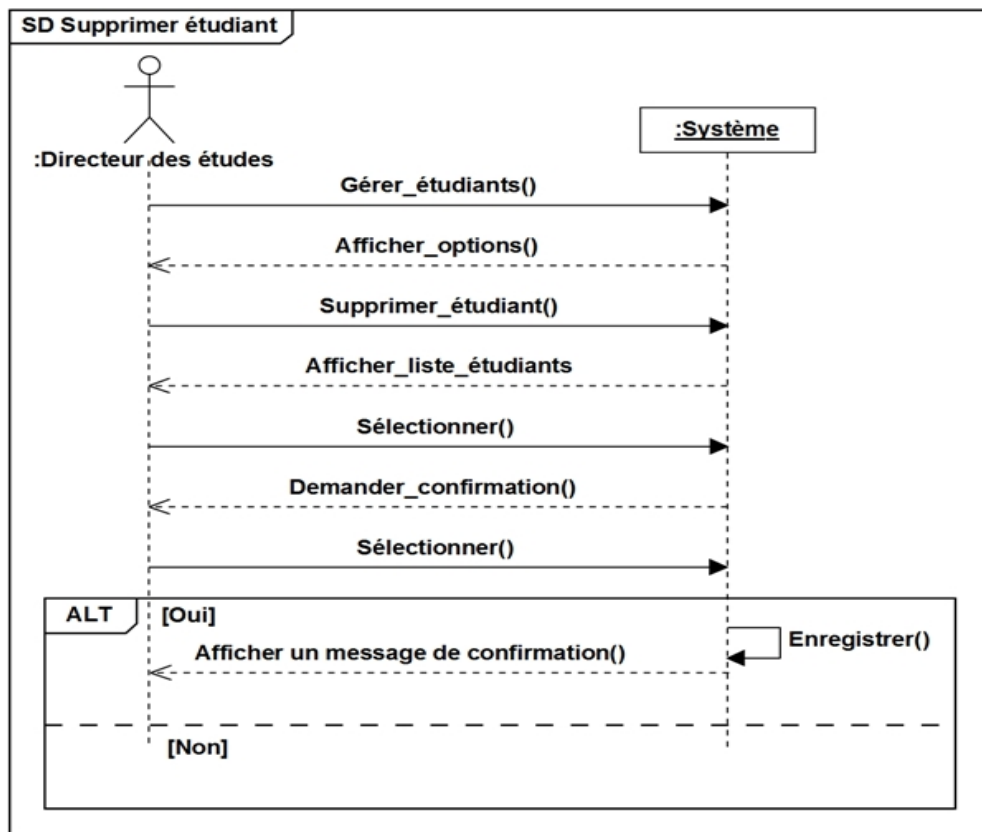 SD Supprimer étudiant
:Directeur des études
:Système
Gérer_étudiants()
Afficher_options()
Supprimer_étudiant()
Afficher_liste_étudiants
Sélectionner()
Demander_confirmation()
Sélectionner()
ALT
[Oui]
Enregistrer()
Afficher un message de confirmation()
[Non]